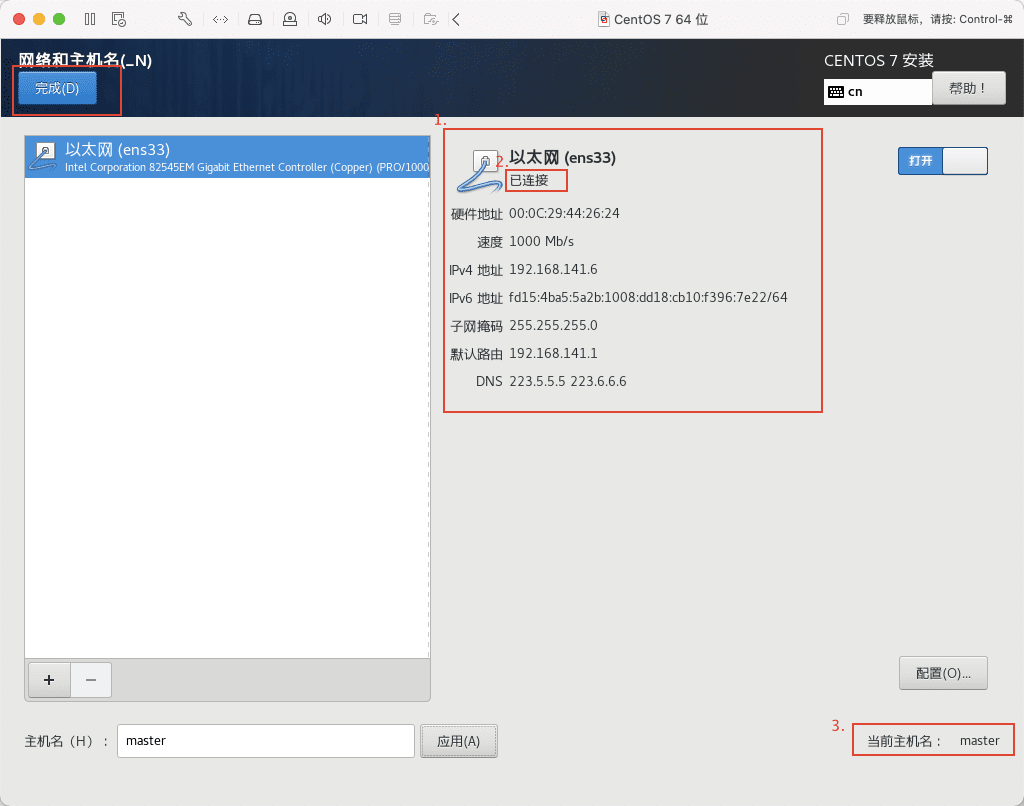 CentOS 7 64 位
要释放鼠标，请按: Control-⌘
网络和主机名(_N)
CENTOS 7 安装
完成(D)
cn
帮助！
1.
以太网 (ens33)
Intel Corporation 82545EM Gigabit Ethernet Controller (Copper) (PRO/1000
2.
以太网 (ens33)
已连接
打开
硬件地址 00:0C:29:44:26:24
速度 1000 Mb/s
IPv4 地址 192.168.141.6
IPv6 地址 fd15:4ba5:5a2b:1008:dd18:cb10:f396:7e22/64
子网掩码 255.255.255.0
默认路由 192.168.141.1
DNS 223.5.5.5 223.6.6.6
+ −
配置(O)...
主机名（H）： master 应用(A)
3.
当前主机名： master